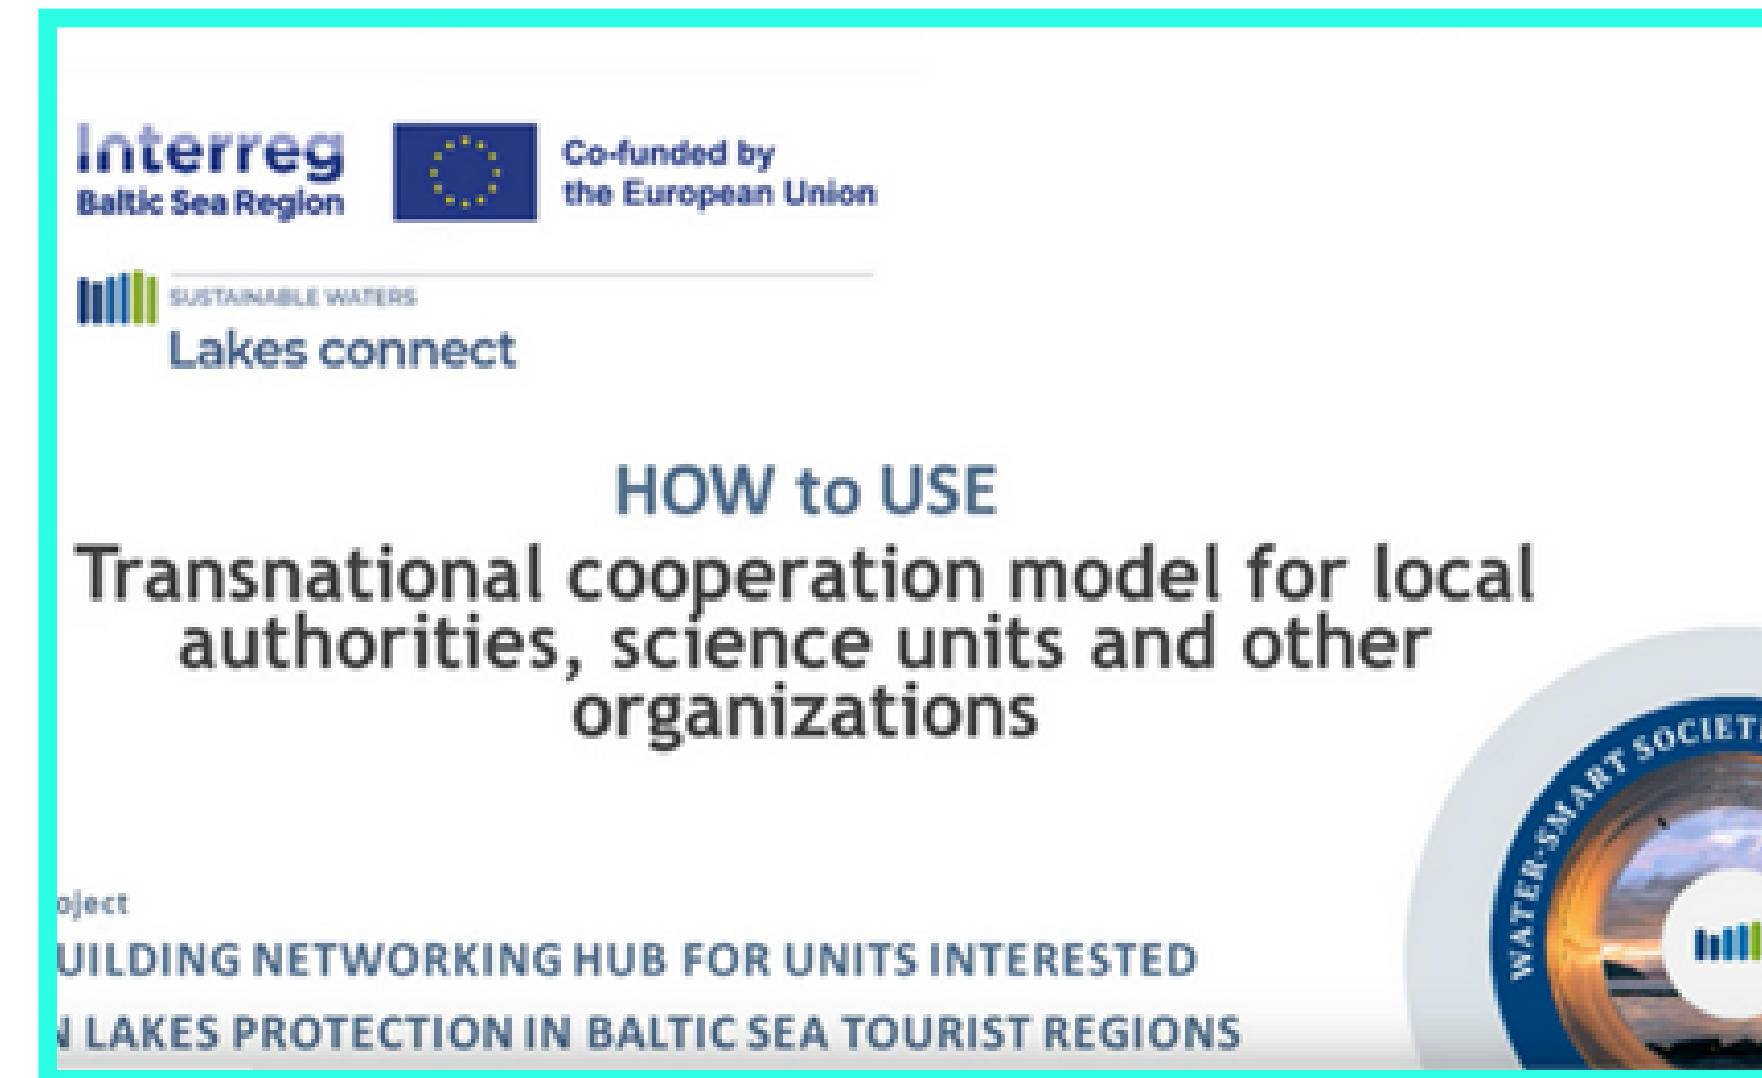 Interreg
Baltic Sea Region
Co-funded by
the European Union
SUSTAINABLE WATERS
Lakes connect
HOW to USE
Transnational cooperation model for local
authorities, science units and other
organizations
oject
UILDING NETWORKING HUB FOR UNITS INTERESTED
N LAKES PROTECTION IN BALTIC SEA TOURIST REGIONS
WATER-SMART SOCIET